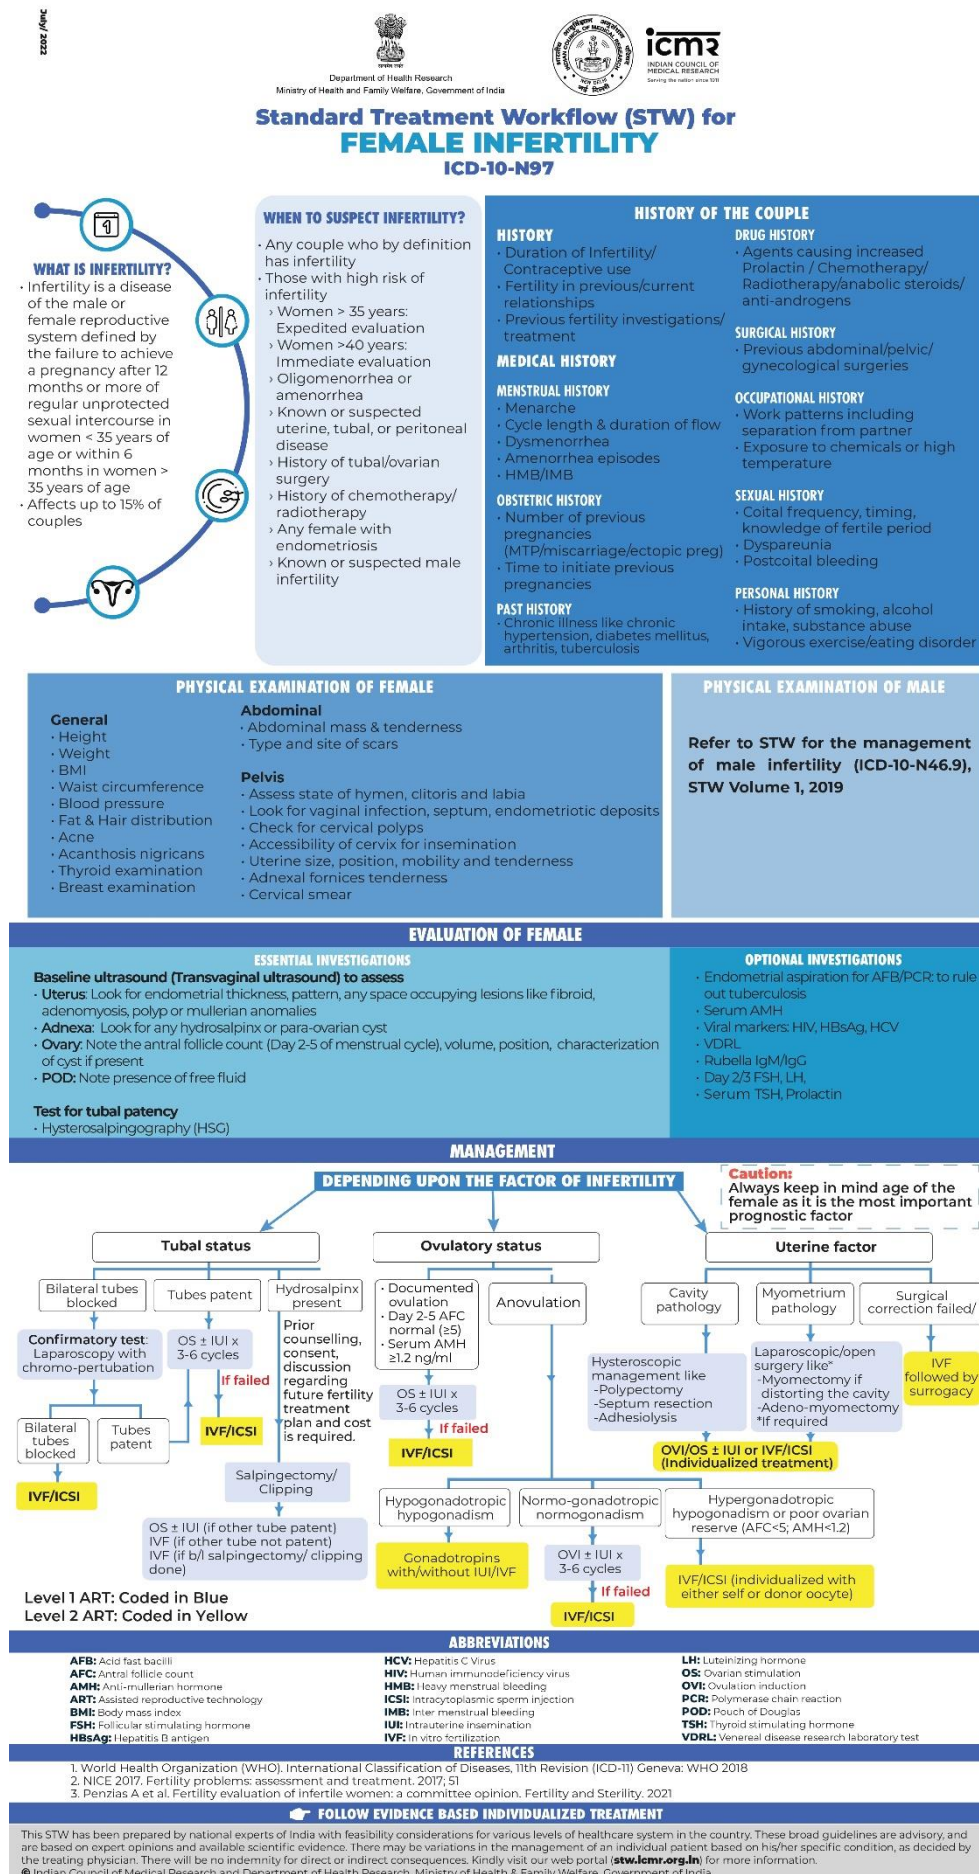 July/ 2022
Department of Health Research
Ministry of Health and Family Welfare, Government of India
icmr
INDIAN COUNCIL OF
MEDICAL RESEARCH
Serving the nation since 1911
Standard Treatment Workflow (STW) for
FEMALE INFERTILITY
ICD-10-N97
WHAT IS INFERTILITY?
· Infertility is a disease
of the male or
female reproductive
system defined by
the failure to achieve
a pregnancy after 12
months or more of
regular unprotected
sexual intercourse in
women < 35 years of
age or within 6
months in women >
35 years of age
· Affects up to 15% of
couples
WHEN TO SUSPECT INFERTILITY?
· Any couple who by definition
has infertility
· Those with high risk of
infertility
› Women > 35 years:
Expedited evaluation
› Women >40 years:
Immediate evaluation
› Oligomenorrhea or
amenorrhea
› Known or suspected
uterine, tubal, or peritoneal
disease
› History of tubal/ovarian
surgery
› History of chemotherapy/
radiotherapy
› Any female with
endometriosis
› Known or suspected male
infertility
HISTORY OF THE COUPLE
HISTORY
· Duration of Infertility/
Contraceptive use
· Fertility in previous/current
relationships
· Previous fertility investigations/
treatment
MEDICAL HISTORY
MENSTRUAL HISTORY
· Menarche
· Cycle length & duration of flow
· Dysmenorrhea
· Amenorrhea episodes
· HMB/IMB
OBSTETRIC HISTORY
· Number of previous
pregnancies
(MTP/miscarriage/ectopic preg)
· Time to initiate previous
pregnancies
PAST HISTORY
· Chronic illness like chronic
hypertension, diabetes mellitus,
arthritis, tuberculosis
DRUG HISTORY
· Agents causing increased
Prolactin / Chemotherapy/
Radiotherapy/anabolic steroids/
anti-androgens
SURGICAL HISTORY
· Previous abdominal/pelvic/
gynecological surgeries
OCCUPATIONAL HISTORY
· Work patterns including
separation from partner
· Exposure to chemicals or high
temperature
SEXUAL HISTORY
· Coital frequency, timing,
knowledge of fertile period
· Dyspareunia
· Postcoital bleeding
PERSONAL HISTORY
· History of smoking, alcohol
intake, substance abuse
· Vigorous exercise/eating disorder
PHYSICAL EXAMINATION OF FEMALE
General
· Height
· Weight
· BMI
· Waist circumference
· Blood pressure
· Fat & Hair distribution
· Acne
· Acanthosis nigricans
· Thyroid examination
· Breast examination
Abdominal
· Abdominal mass & tenderness
· Type and site of scars
Pelvis
· Assess state of hymen, clitoris and labia
· Look for vaginal infection, septum, endometriotic deposits
· Check for cervical polyps
· Accessibility of cervix for insemination
· Uterine size, position, mobility and tenderness
· Adnexal fornices tenderness
· Cervical smear
PHYSICAL EXAMINATION OF MALE
Refer to STW for the management
of male infertility (ICD-10-N46.9),
STW Volume 1, 2019
EVALUATION OF FEMALE
ESSENTIAL INVESTIGATIONS
Baseline ultrasound (Transvaginal ultrasound) to assess
· Uterus: Look for endometrial thickness, pattern, any space occupying lesions like fibroid,
adenomyosis, polyp or mullerian anomalies
· Adnexa: Look for any hydrosalpinx or para-ovarian cyst
· Ovary: Note the antral follicle count (Day 2-5 of menstrual cycle), volume, position, characterization
of cyst if present
· POD: Note presence of free fluid
Test for tubal patency
· Hysterosalpingography (HSG)
OPTIONAL INVESTIGATIONS
· Endometrial aspiration for AFB/PCR: to rule
out tuberculosis
· Serum AMH
· Viral markers: HIV, HBsAg, HCV
· VDRL
· Rubella IgM/IgG
· Day 2/3 FSH, LH,
· Serum TSH, Prolactin
MANAGEMENT
DEPENDING UPON THE FACTOR OF INFERTILITY
Caution:
Always keep in mind age of the
female as it is the most important
prognostic factor
Tubal status
Bilateral tubes
blocked
Tubes patent
Hydrosalpinx
present
Confirmatory test:
Laparoscopy with
chromo-pertubation
OS ± IUI x
3-6 cycles
If failed
IVF/ICSI
Bilateral
tubes
blocked
Tubes
patent
IVF/ICSI
Prior
counselling,
consent,
discussion
regarding
future fertility
treatment
plan and cost
is required.
Salpingectomy/
Clipping
OS ± IUI (if other tube patent)
IVF (if other tube not patent)
IVF (if b/l salpingectomy/ clipping
done)
Ovulatory status
· Documented
ovulation
· Day 2-5 AFC
normal (≥5)
· Serum AMH
≥1.2 ng/ml
Anovulation
OS ± IUI x
3-6 cycles
If failed
IVF/ICSI
Hypogonadotropic
hypogonadism
Normo-gonadotropic
normogonadism
Hypergonadotropic
hypogonadism or poor ovarian
reserve (AFC<5; AMH<1.2)
Gonadotropins
with/without IUI/IVF
OVI ± IUI x
3-6 cycles
If failed
IVF/ICSI
IVF/ICSI (individualized with
either self or donor oocyte)
Uterine factor
Cavity
pathology
Myometrium
pathology
Surgical
correction failed/
Hysteroscopic
management like
-Polypectomy
-Septum resection
-Adhesiolysis
Laparoscopic/open
surgery like*
-Myomectomy if
distorting the cavity
-Adeno-myomectomy
*If required
IVF
followed by
surrogacy
OVI/OS ± IUI or IVF/ICSI
(Individualized treatment)
Level 1 ART: Coded in Blue
Level 2 ART: Coded in Yellow
ABBREVIATIONS
AFB: Acid fast bacilli
AFC: Antral follicle count
AMH: Anti-mullerian hormone
ART: Assisted reproductive technology
BMI: Body mass index
FSH: Follicular stimulating hormone
HBsAg: Hepatitis B antigen
HCV: Hepatitis C Virus
HIV: Human immunodeficiency virus
HMB: Heavy menstrual bleeding
ICSI: Intracytoplasmic sperm injection
IMB: Inter menstrual bleeding
IUI: Intrauterine insemination
IVF: In vitro fertilization
LH: Luteinizing hormone
OS: Ovarian stimulation
OVI: Ovulation induction
PCR: Polymerase chain reaction
POD: Pouch of Douglas
TSH: Thyroid stimulating hormone
VDRL: Venereal disease research laboratory test
REFERENCES
1. World Health Organization (WHO). International Classification of Diseases, 11th Revision (ICD-11) Geneva: WHO 2018
2. NICE 2017. Fertility problems: assessment and treatment. 2017; 51
3. Penzias A et al. Fertility evaluation of infertile women: a committee opinion. Fertility and Sterility. 2021
FOLLOW EVIDENCE BASED INDIVIDUALIZED TREATMENT
This STW has been prepared by national experts of India with feasibility considerations for various levels of healthcare system in the country. These broad guidelines are advisory, and
are based on expert opinions and available scientific evidence. There may be variations in the management of an individual patient based on his/her specific condition, as decided by
the treating physician. There will be no indemnity for direct or indirect consequences. Kindly visit our web portal (stw.icmr.org.in) for more information.
© Indian Council of Medical Research and Department of Health Research, Ministry of Health & Family Welfare, Government of India.